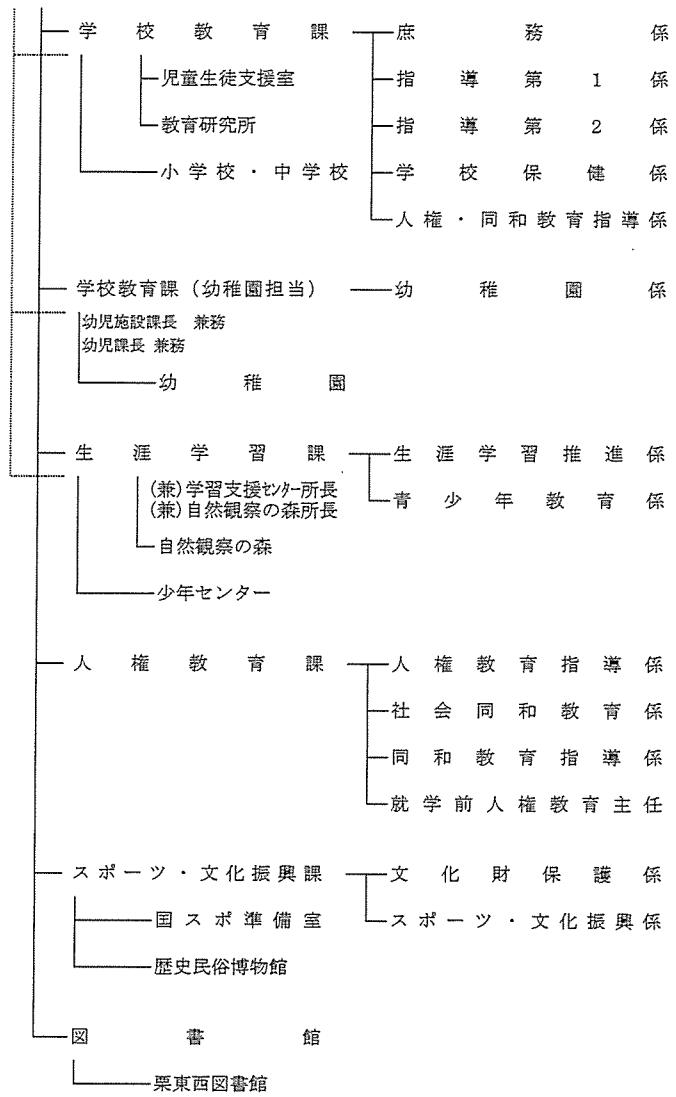 学校教育課 庶務係
児童生徒支援室 指導第1係
教育研究所 指導第2係
小学校・中学校 学校保健係
人権・同和教育指導係
学校教育課(幼稚園担当) 幼稚園係
幼児施設課長 兼務
幼児課長 兼務
幼稚園
生涯学習課 生涯学習推進係
(兼)学習支援センター所長
(兼)自然観察の森所長 青少年教育係
自然観察の森
少年センター
人権教育課 人権教育指導係
社会同和教育係
同和教育指導係
就学前人権教育主任
スポーツ・文化振興課 文化財保護係
国スポ準備室 スポーツ・文化振興係
歴史民俗博物館
図書館
栗東西図書館